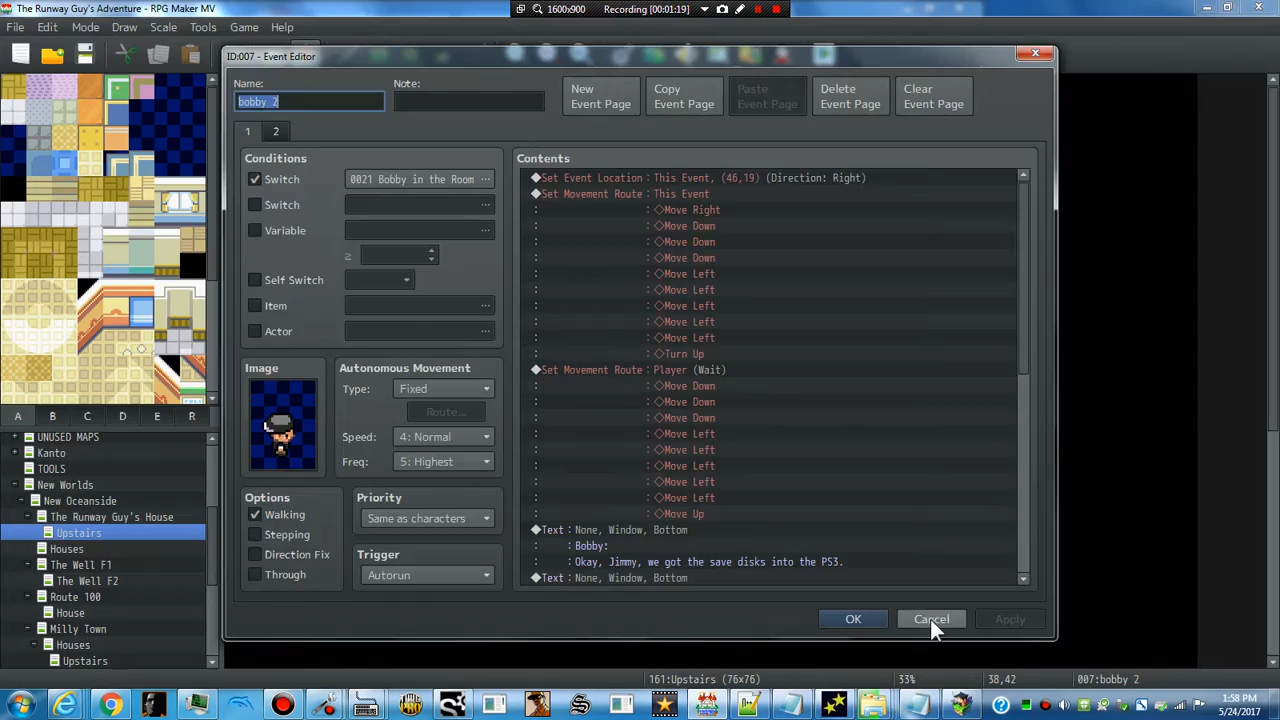 The Runway Guy's Adventure - RPG Maker MV
1600x900
Recording [00:01:19]
File Edit Mode Draw Scale Tools Game Help
ID:007 - Event Editor
Name:
bobby 2
New Event Page
Copy Event Page
Event Page
Delete Event Page
Clear Event Page
1 2
Conditions
Switch 0021 Bobby in the Room ...
Switch ...
Variable ...
≥
Self Switch
Item ...
Actor ...
Image
Autonomous Movement
Type: Fixed
Route...
Speed: 4: Normal
Freq: 5: Highest
Options
Walking
Stepping
Direction Fix
Through
Priority
Same as characters
Trigger
Autorun
Contents
◆Set Event Location : This Event, (46,19) (Direction: Right)
◆Set Movement Route : This Event
: ◇Move Right
: ◇Move Down
: ◇Move Down
: ◇Move Down
: ◇Move Left
: ◇Move Left
: ◇Move Left
: ◇Move Left
: ◇Move Left
: ◇Turn Up
◆Set Movement Route : Player (Wait)
: ◇Move Down
: ◇Move Down
: ◇Move Down
: ◇Move Left
: ◇Move Left
: ◇Move Left
: ◇Move Left
: ◇Move Left
: ◇Move Up
◆Text : None, Window, Bottom
: Bobby:
: Okay, Jimmy, we got the save disks into the PS3.
◆Text : None, Window, Bottom
OK Cancel Apply
A B C D E R
UNUSED MAPS
Kanto
TOOLS
New Worlds
New Oceanside
The Runway Guy's House
Upstairs
Houses
The Well F1
The Well F2
Route 100
House
Milly Town
Houses
Upstairs
161:Upstairs (76x76) 33% 38,42 007:bobby 2
1:58 PM
5/24/2017